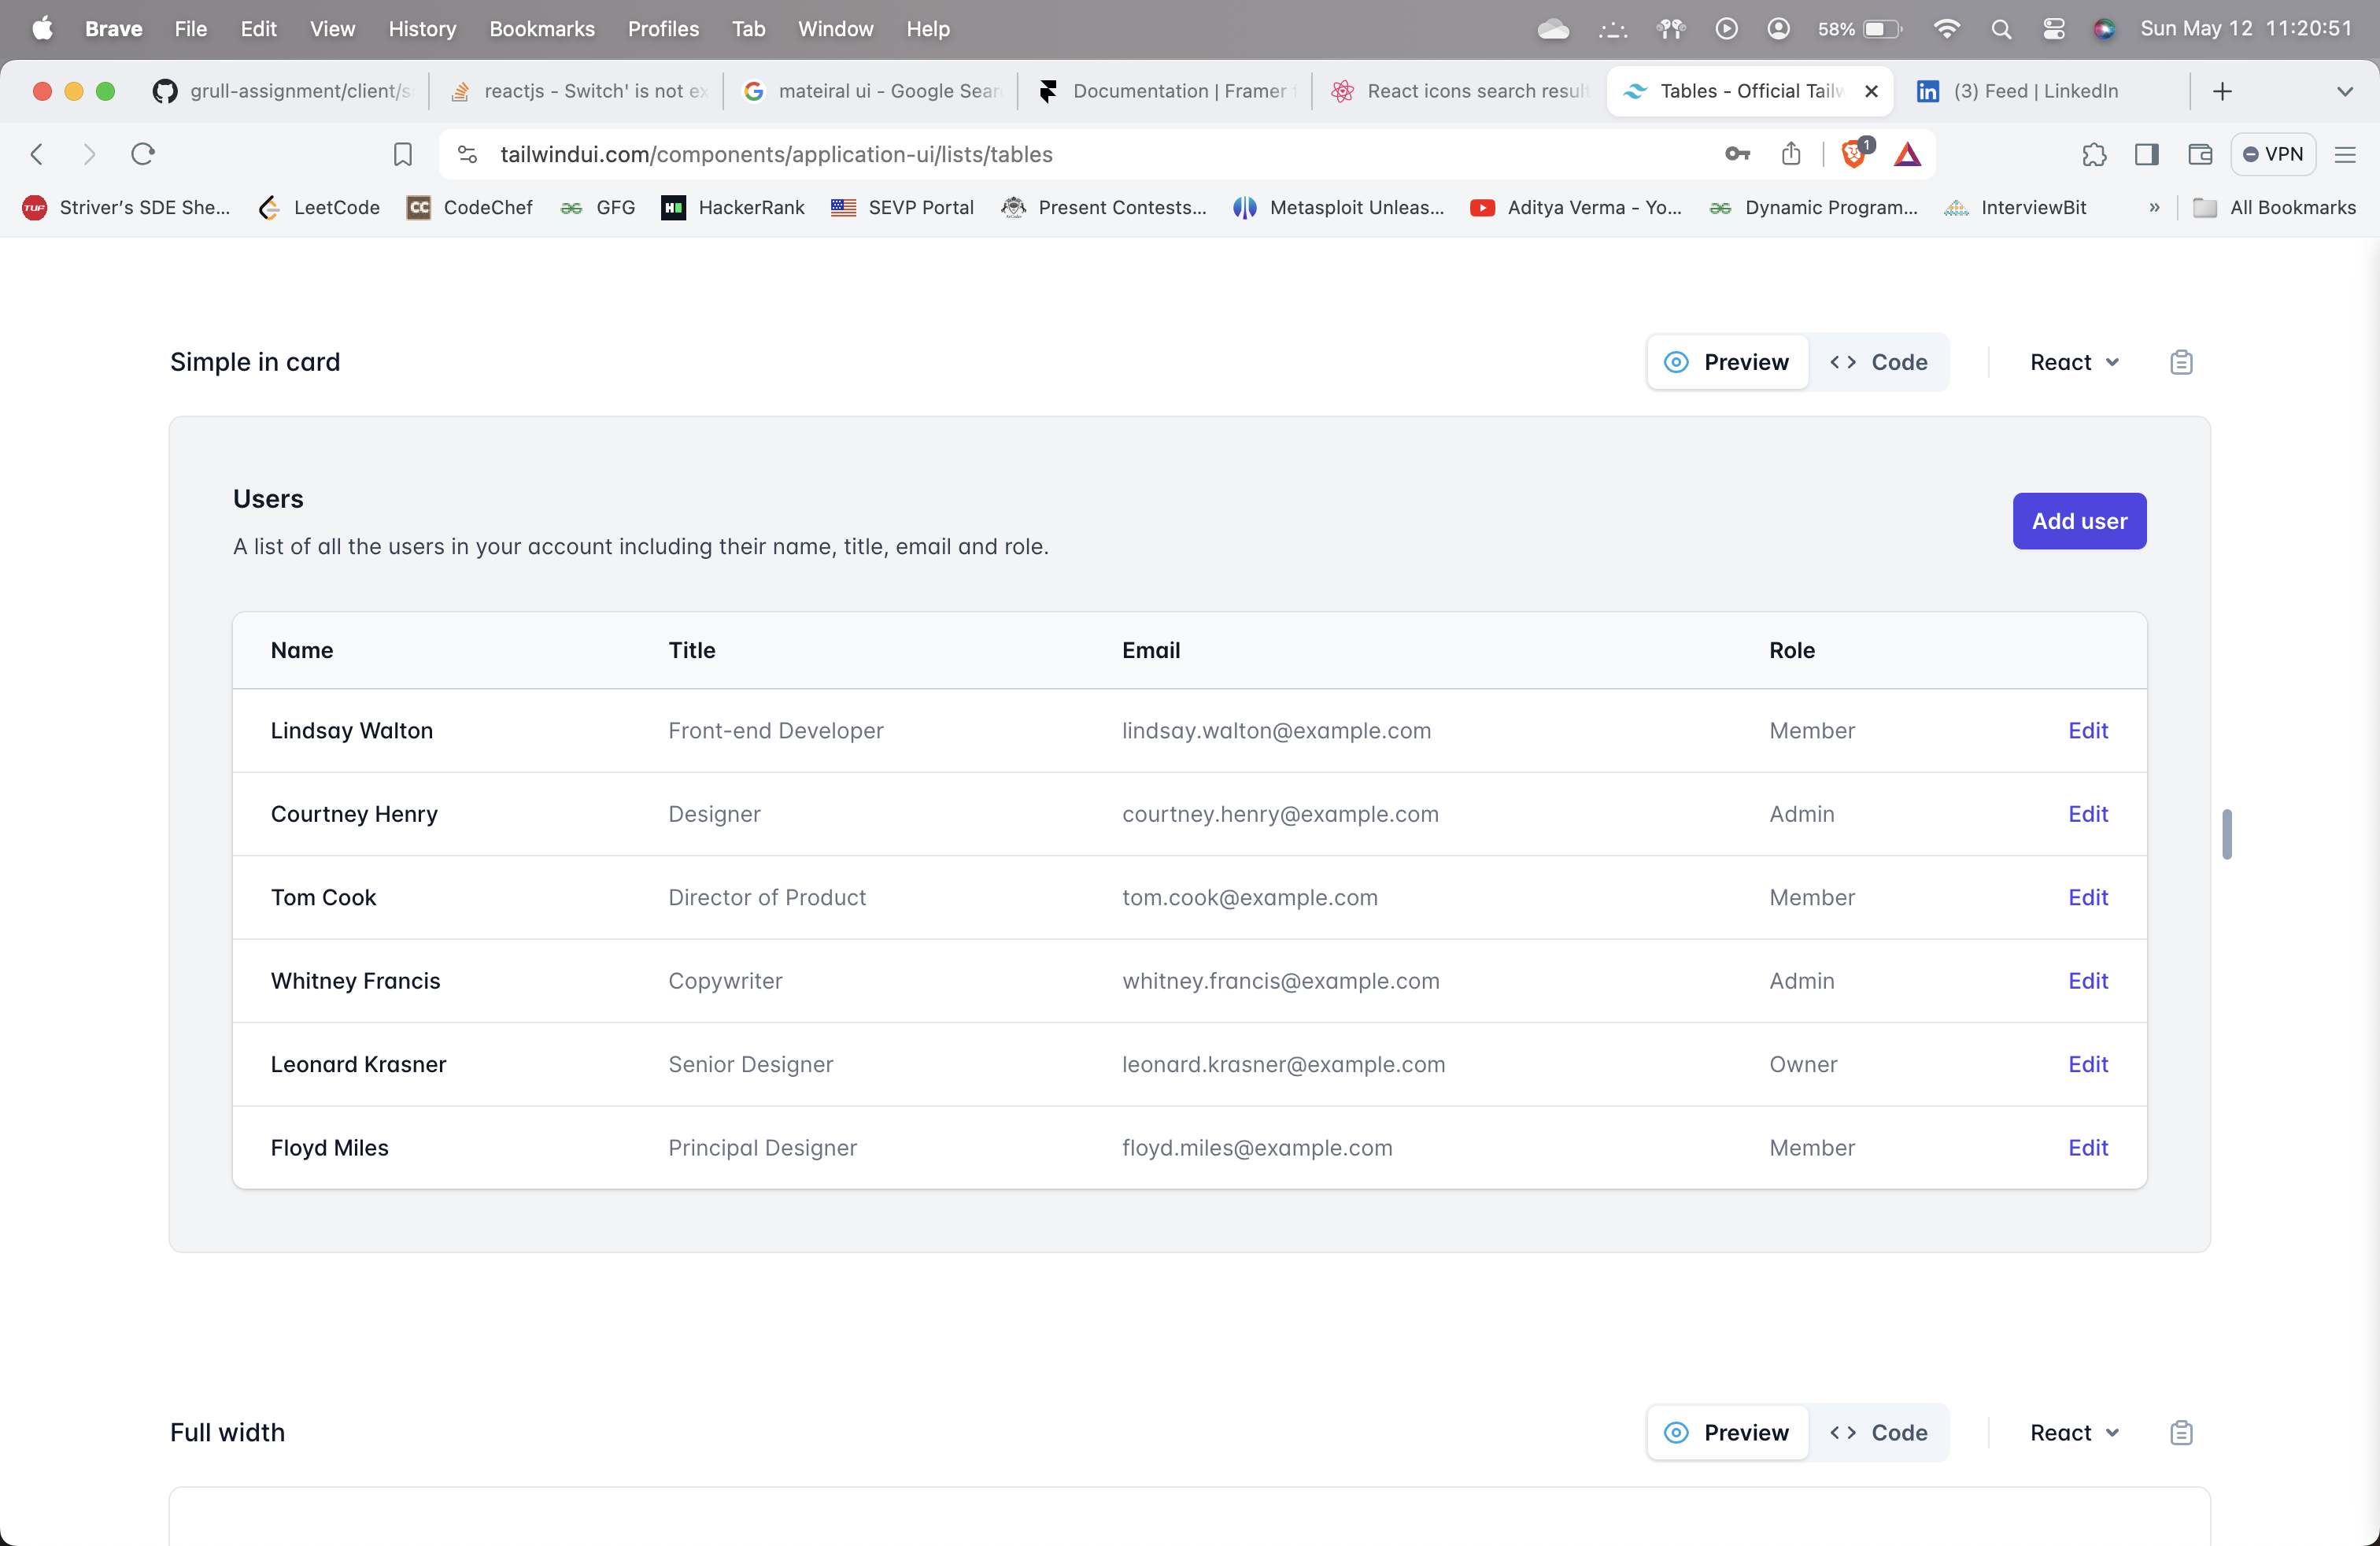 Brave File Edit View History Bookmarks Profiles Tab Window Help 58% Sun May 12 11:20:51
grull-assignment/client/s reactjs - Switch' is not ex mateiral ui - Google Sear Documentation | Framer React icons search result Tables - Official Tailw (3) Feed | LinkedIn
tailwindui.com/components/application-ui/lists/tables 1 VPN
TUF Striver's SDE She... LeetCode CC CodeChef GFG H SEVP Portal HackerRank Present Contests... Metasploit Unleas... Aditya Verma - Yo... Dynamic Program... InterviewBit » All Bookmarks
Simple in card Preview Code React
Users
Add user
A list of all the users in your account including their name, title, email and role.
Name Title Email Role
Lindsay Walton Front-end Developer lindsay.walton@example.com Member Edit
Courtney Henry Designer courtney.henry@example.com Admin Edit
Tom Cook Director of Product tom.cook@example.com Member Edit
Whitney Francis Copywriter whitney.francis@example.com Admin Edit
Leonard Krasner Senior Designer leonard.krasner@example.com Owner Edit
Floyd Miles Principal Designer floyd.miles@example.com Member Edit
Full width Preview Code React